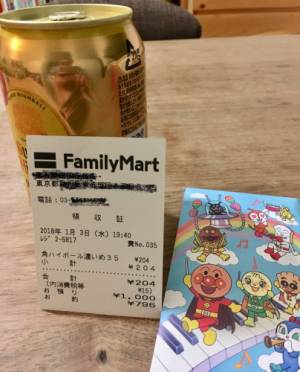 FamilyMart
東京都
電話：03-
領 収 証
2018年 1月 3日（水）19:40
ﾚｼﾞ 2-6817 責No.035
角ハイボール濃いめ３５ ¥204
小 計 ¥204
合 計 ¥204
(内消費税等 ¥15)
お 預 り ¥1,000
お 釣 ¥796